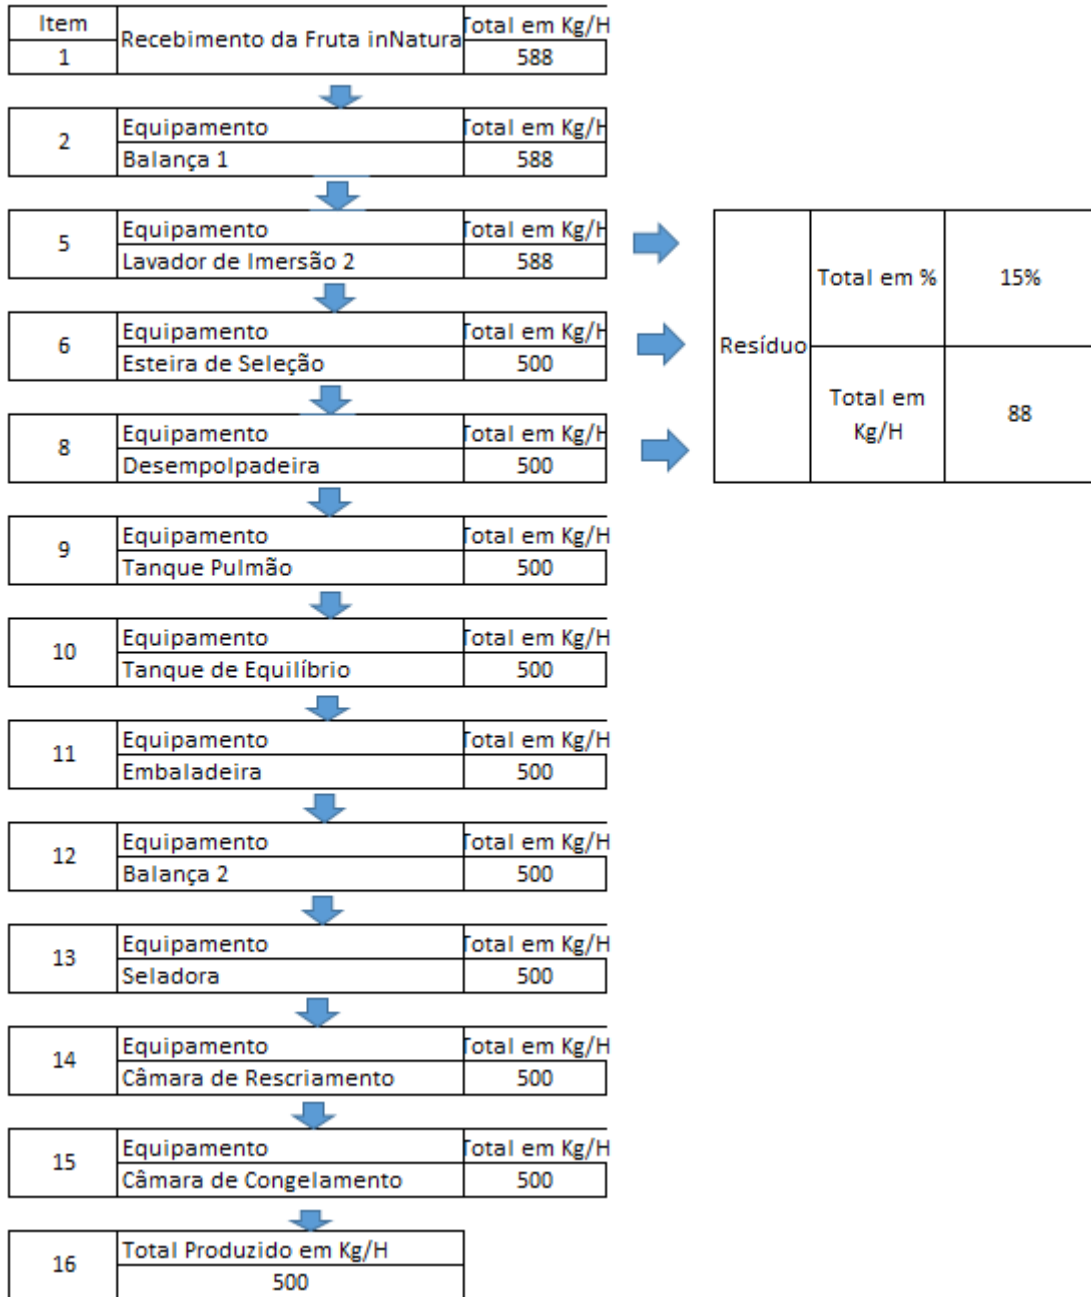 Item
Recebimento da Fruta inNatura
Total em Kg/H
1
588
2
Equipamento
Total em Kg/H
Balança 1
588
5
Equipamento
Total em Kg/H
Lavador de Imersão 2
588
6
Equipamento
Total em Kg/H
Esteira de Seleção
500
8
Equipamento
Total em Kg/H
Desempolpadeira
500
Resíduo
Total em %
15%
Total em
Kg/H
88
9
Equipamento
Total em Kg/H
Tanque Pulmão
500
10
Equipamento
Total em Kg/H
Tanque de Equilíbrio
500
11
Equipamento
Total em Kg/H
Embaladeira
500
12
Equipamento
Total em Kg/H
Balança 2
500
13
Equipamento
Total em Kg/H
Seladora
500
14
Equipamento
Total em Kg/H
Câmara de Rescriamento
500
15
Equipamento
Total em Kg/H
Câmara de Congelamento
500
16
Total Produzido em Kg/H
500